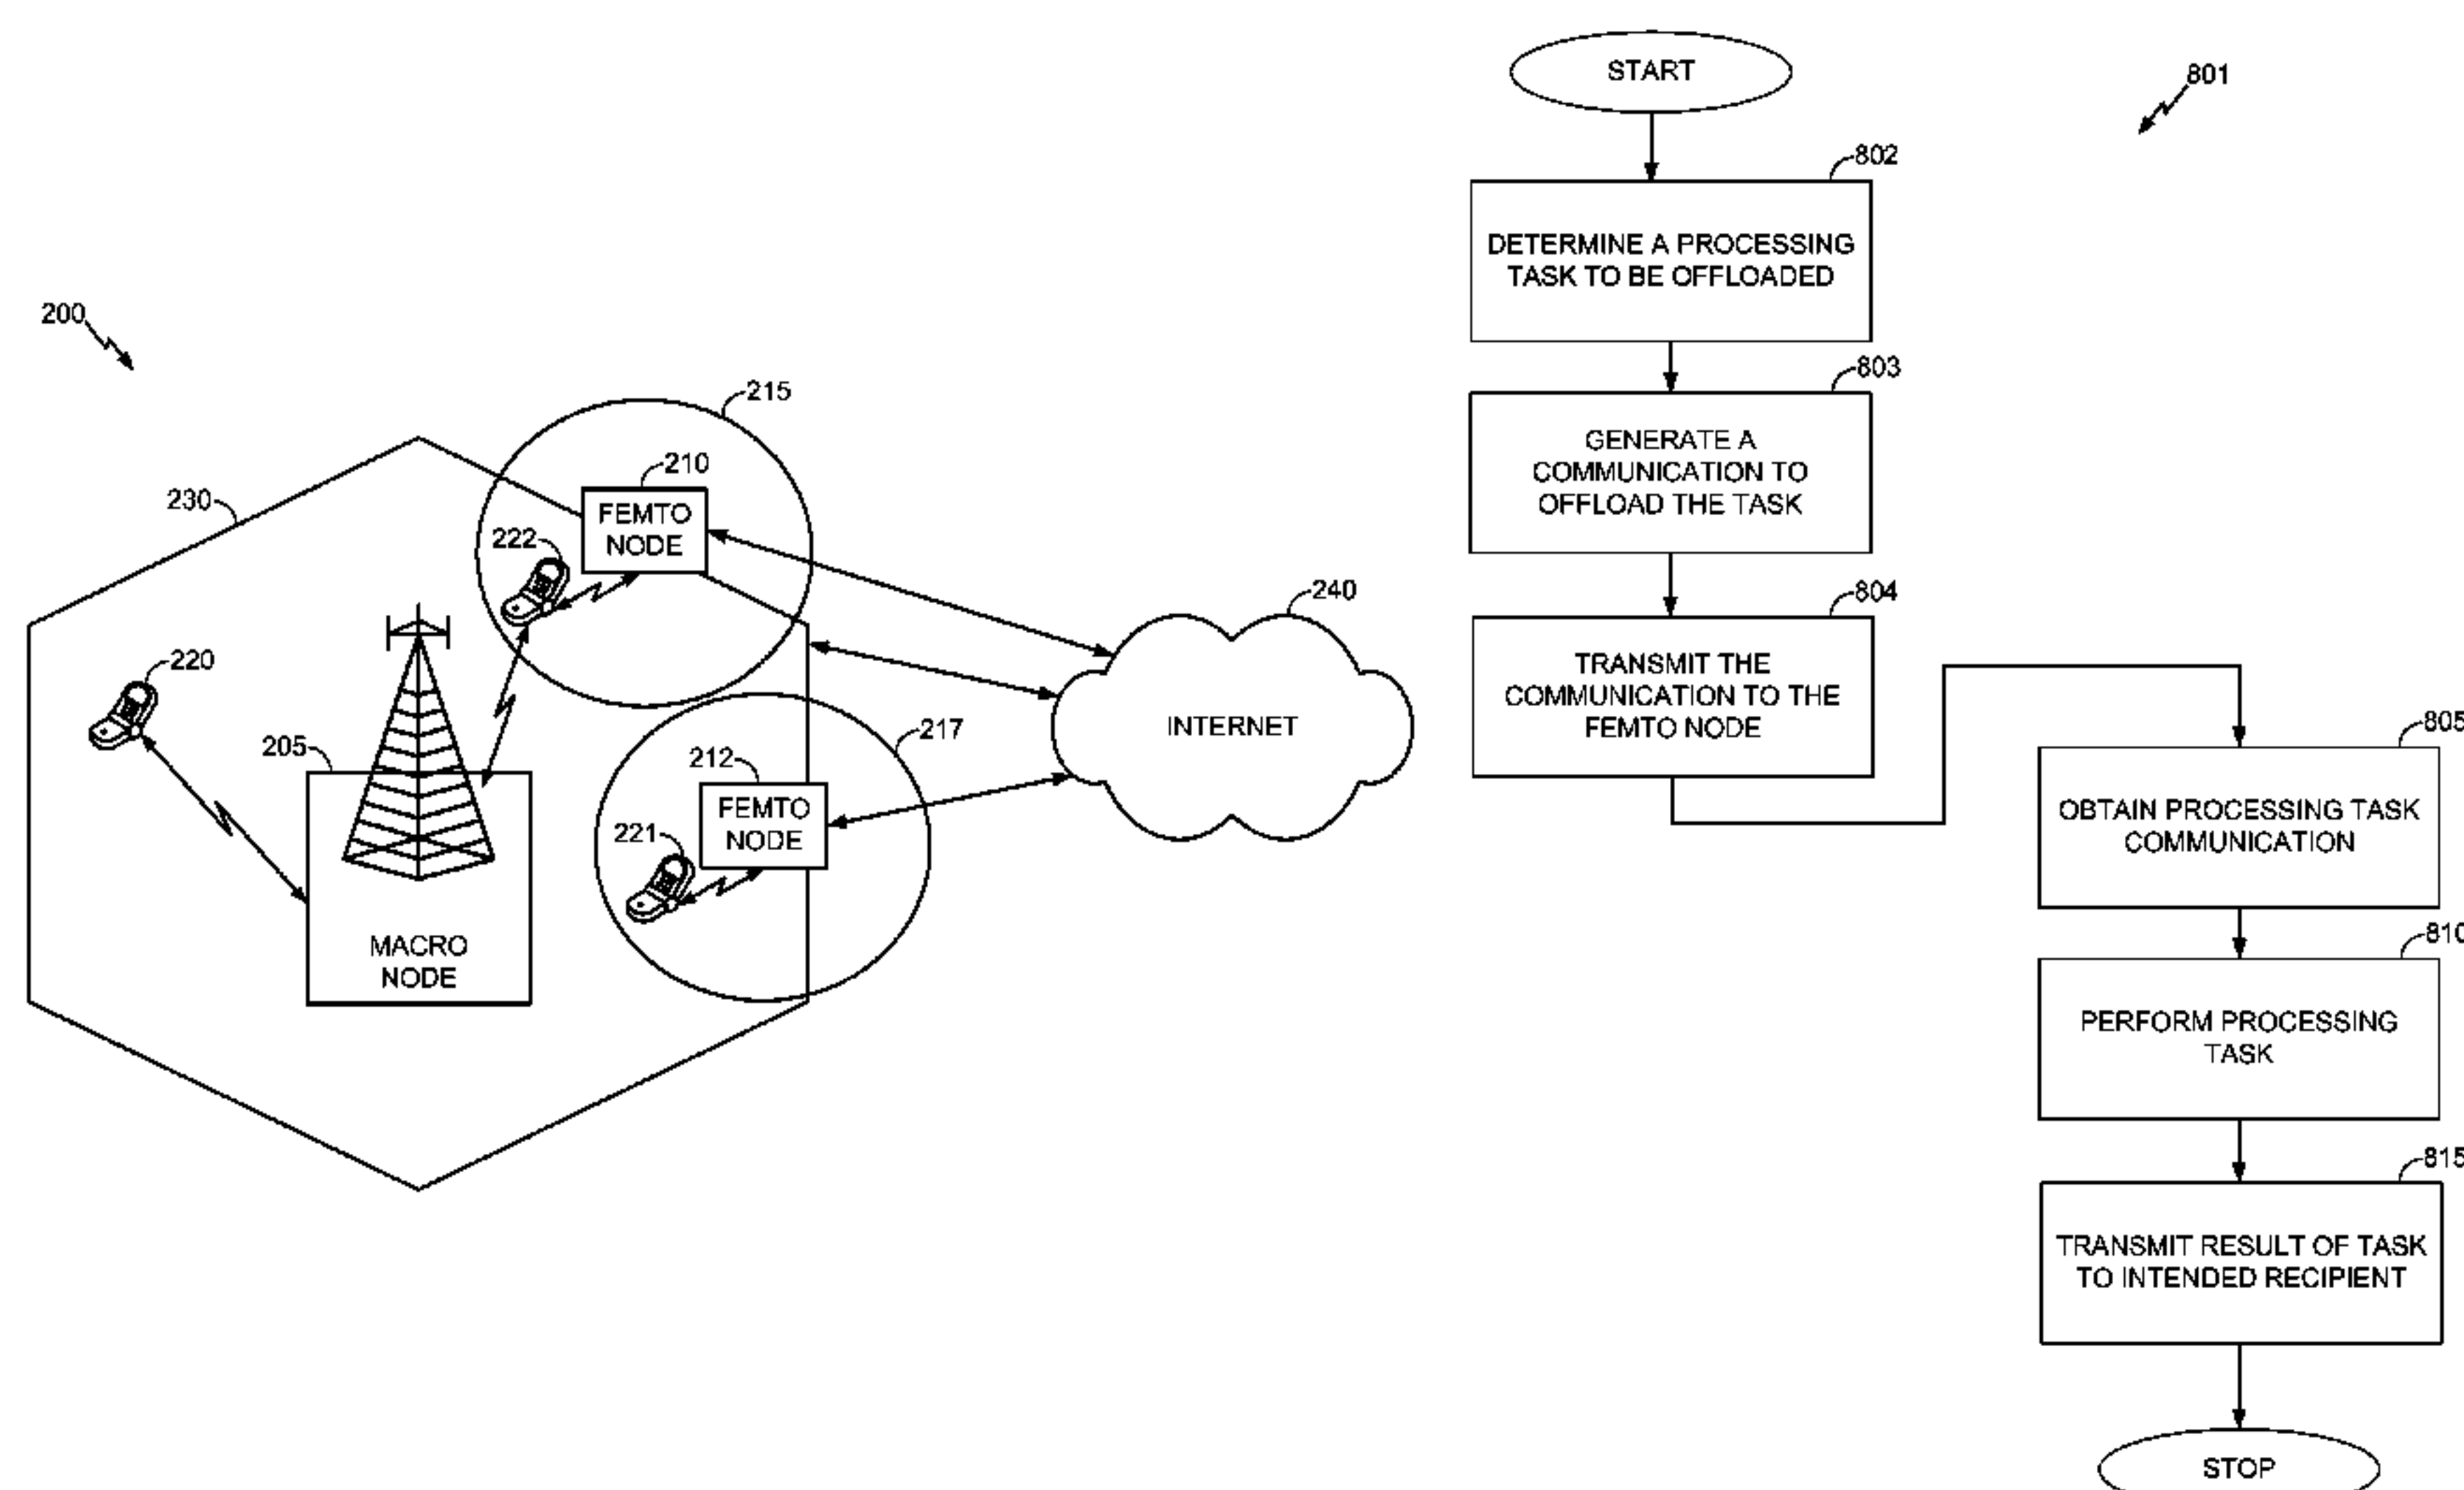 200
230
220
205
MACRO
NODE
215
210
FEMTO
NODE
222
217
212
FEMTO
NODE
221
240
INTERNET
801
START
802
DETERMINE A PROCESSING
TASK TO BE OFFLOADED
803
GENERATE A
COMMUNICATION TO
OFFLOAD THE TASK
804
TRANSMIT THE
COMMUNICATION TO THE
FEMTO NODE
805
OBTAIN PROCESSING TASK
COMMUNICATION
810
PERFORM PROCESSING
TASK
815
TRANSMIT RESULT OF TASK
TO INTENDED RECIPIENT
STOP